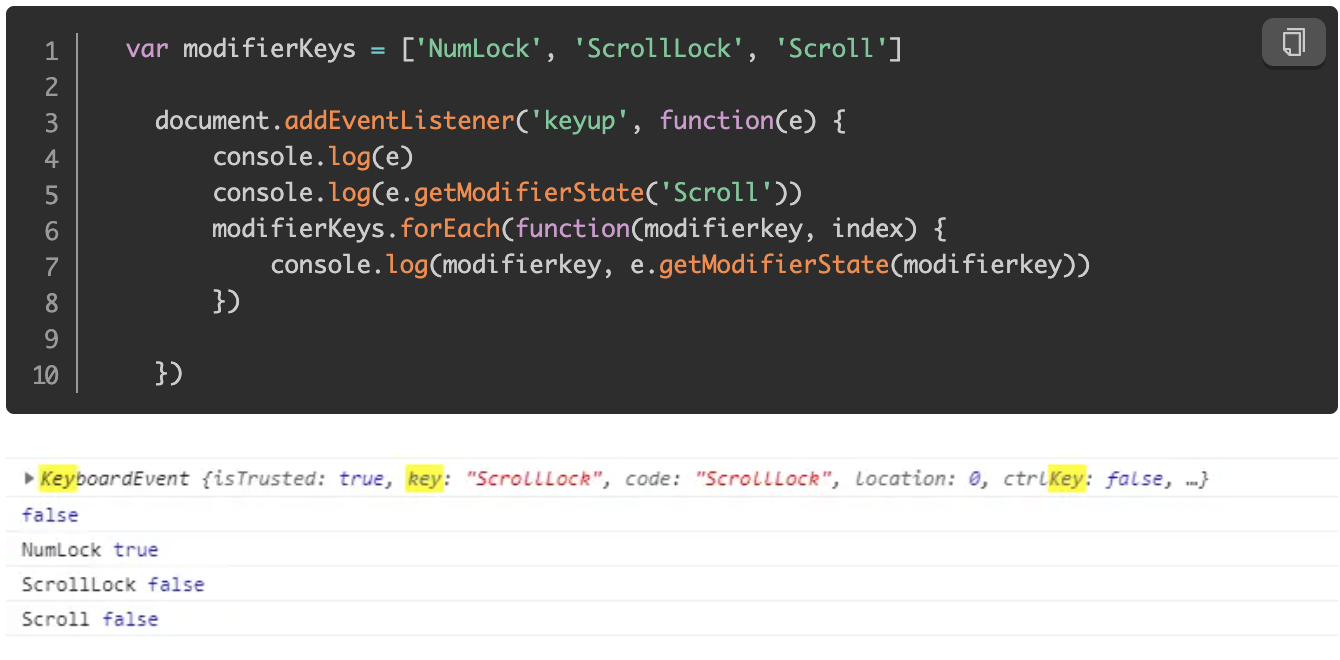 1 var modifierKeys = ['NumLock', 'ScrollLock', 'Scroll']
2
3 document.addEventListener('keyup', function(e) {
4 console.log(e)
5 console.log(e.getModifierState('Scroll'))
6 modifierKeys.forEach(function(modifierkey, index) {
7 console.log(modifierkey, e.getModifierState(modifierkey))
8 })
9
10 })
KeyboardEvent {isTrusted: true, key: "ScrollLock", code: "ScrollLock", location: 0, ctrlKey: false, …}
false
NumLock true
ScrollLock false
Scroll false